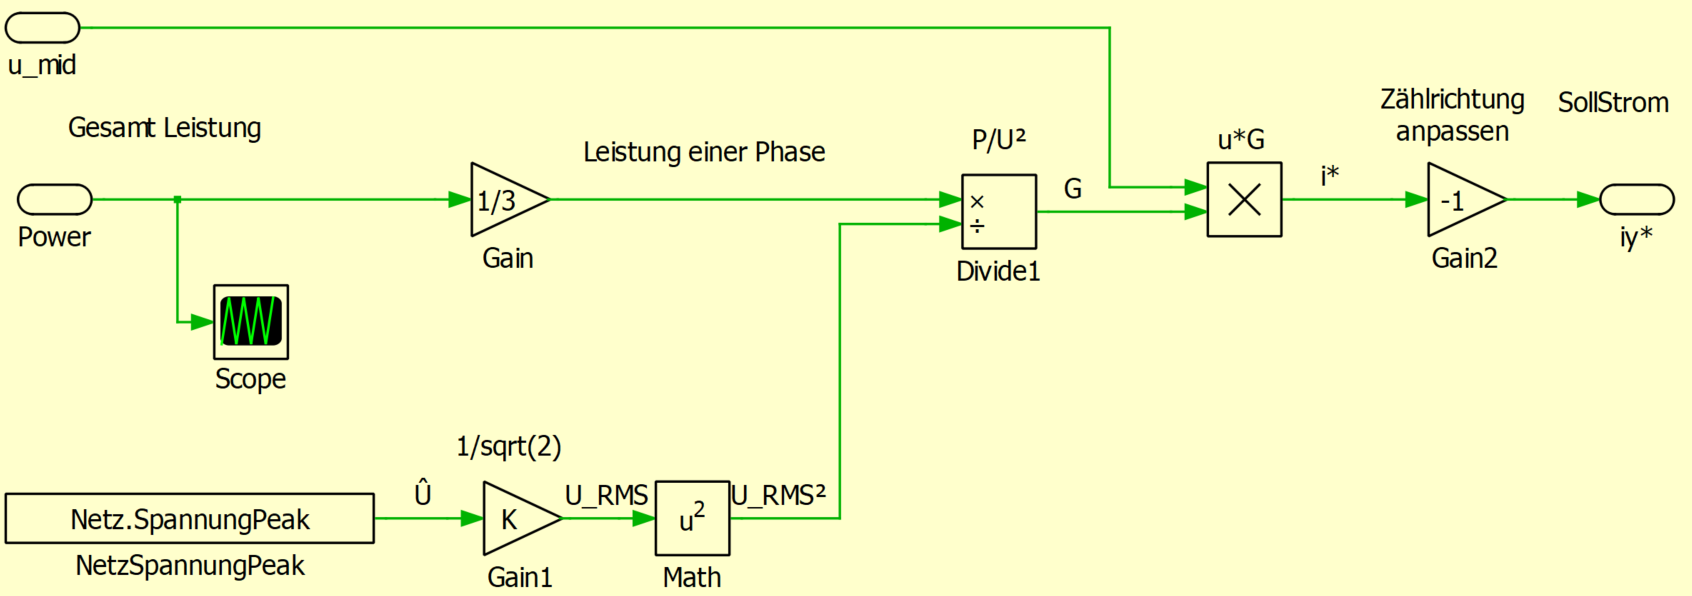 u_mid
Gesamt Leistung
Power
Scope
1/3
Gain
Leistung einer Phase
P/U²
×
÷
Divide1
G
u*G
i*
Zählrichtung
anpassen
-1
Gain2
SollStrom
iy*
Netz.SpannungPeak
NetzSpannungPeak
Û
1/sqrt(2)
K
Gain1
U_RMS
u²
Math
U_RMS²